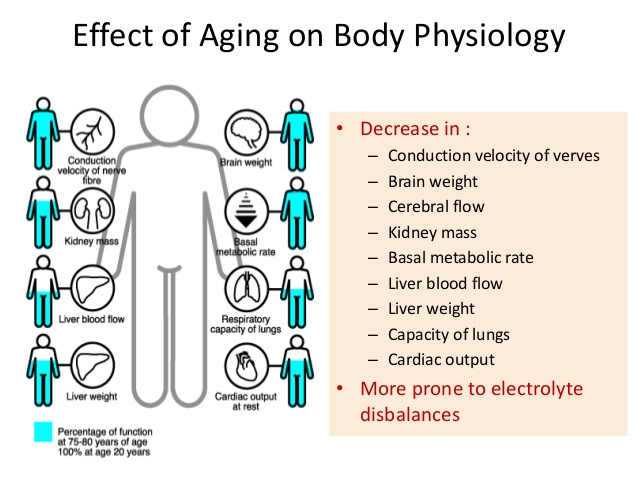 Effect of Aging on Body Physiology
Conduction
velocity of nerve
fibre
Brain weight
Kidney mass
Basal
metabolic rate
Liver blood flow
Respiratory
capacity of lungs
Liver weight
Cardiac output
at rest
Percentage of function
at 75-80 years of age
100% at age 20 years
• Decrease in :
– Conduction velocity of verves
– Brain weight
– Cerebral flow
– Kidney mass
– Basal metabolic rate
– Liver blood flow
– Liver weight
– Capacity of lungs
– Cardiac output
• More prone to electrolyte
disbalances